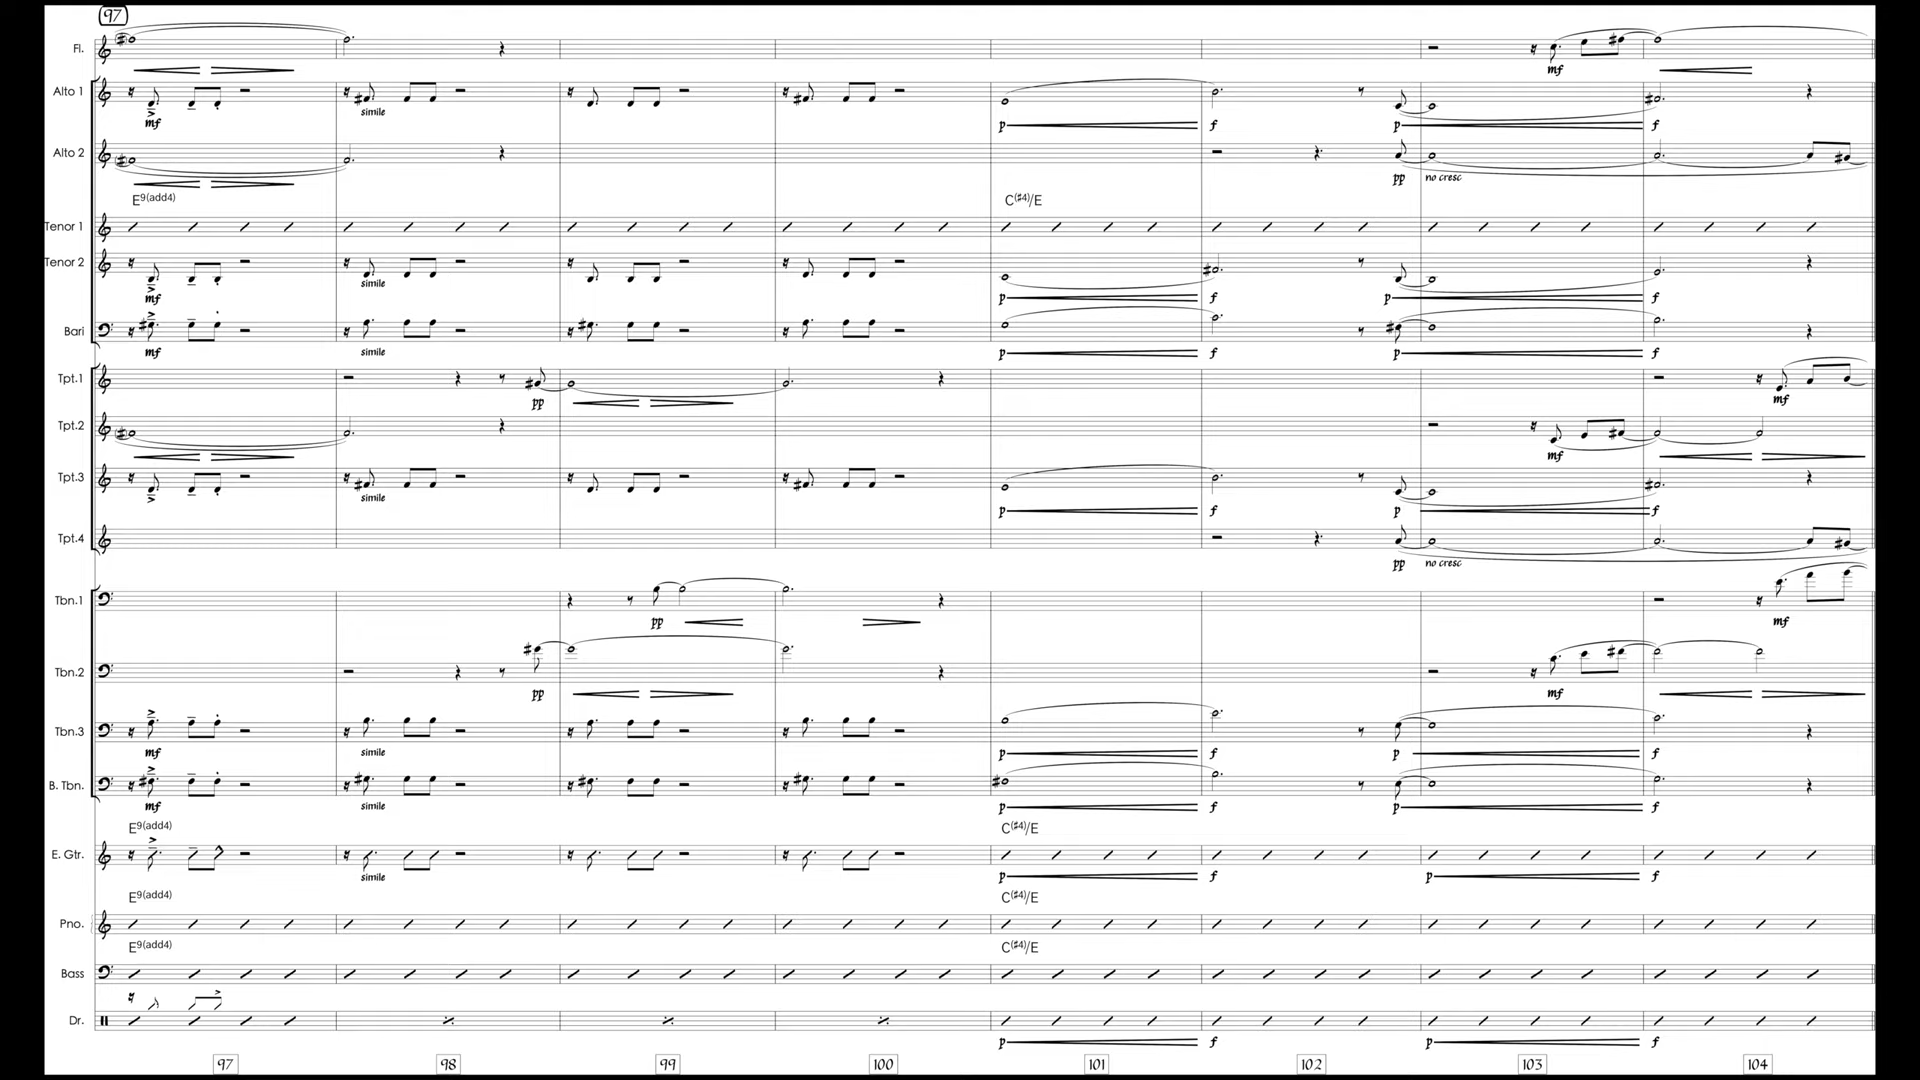 97
Fl.
mf
Alto 1
mf simile p f p f
Alto 2
pp no cresc
E9(add4) C(#4)/E
Tenor 1
Tenor 2
mf simile p f p f
Bari
mf simile p f p f
Tpt.1
pp mf
Tpt.2
mf
Tpt.3
simile p f p f
Tpt.4
pp no cresc
Tbn.1
pp mf
Tbn.2
pp mf
Tbn.3
mf simile p f p f
B. Tbn.
mf simile p f p f
E9(add4) C(#4)/E
E. Gtr.
simile p f p f
E9(add4) C(#4)/E
Pno.
E9(add4) C(#4)/E
Bass
Dr.
p f p f
97 98 99 100 101 102 103 104